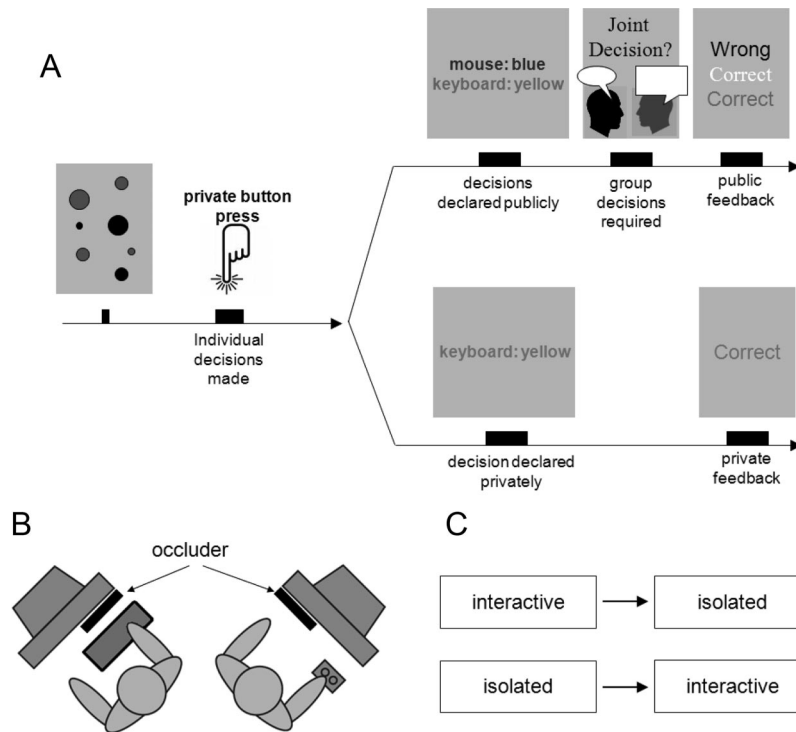 A
private button
press
Individual
decisions
made
mouse: blue
keyboard: yellow
Joint
Decision?
Wrong
Correct
Correct
decisions
declared publicly
group
decisions
required
public
feedback
keyboard: yellow
Correct
decision declared
privately
private
feedback
B
occluder
C
interactive
isolated
isolated
interactive